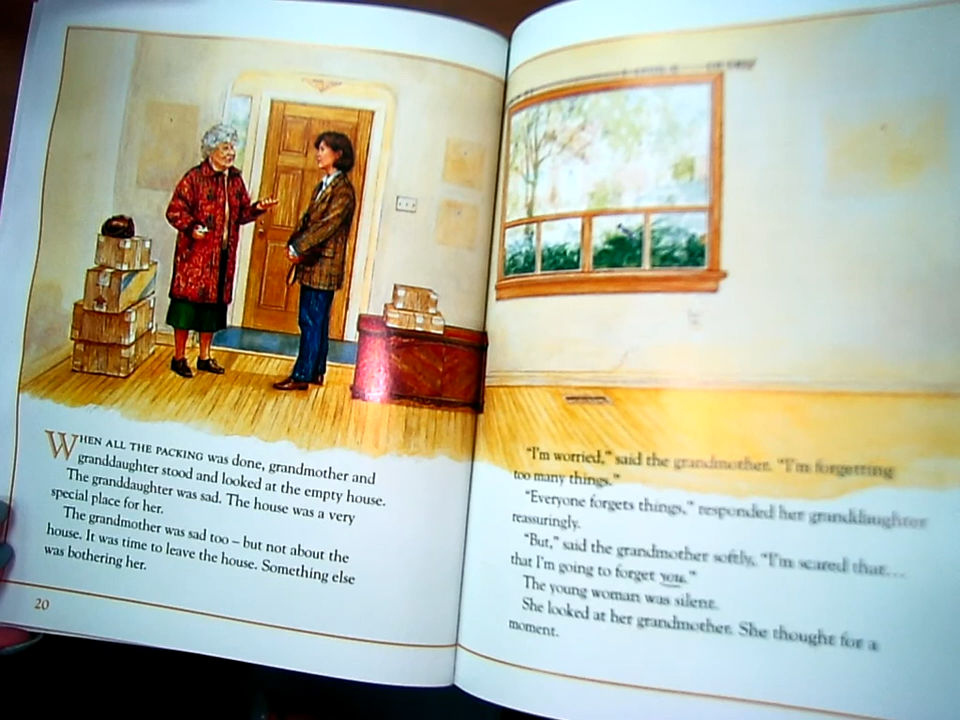 WHEN ALL THE PACKING was done, grandmother and
granddaughter stood and looked at the empty house.
The granddaughter was sad. The house was a very
special place for her.
The grandmother was sad too – but not about the
house. It was time to leave the house. Something else
was bothering her.
20
"I'm worried," said the grandmother. "I'm forgetting
too many things."
"Everyone forgets things," responded her granddaughter
reassuringly.
"But," said the grandmother softly, "I'm scared that...
that I'm going to forget you."
The young woman was silent.
She looked at her grandmother. She thought for a
moment.